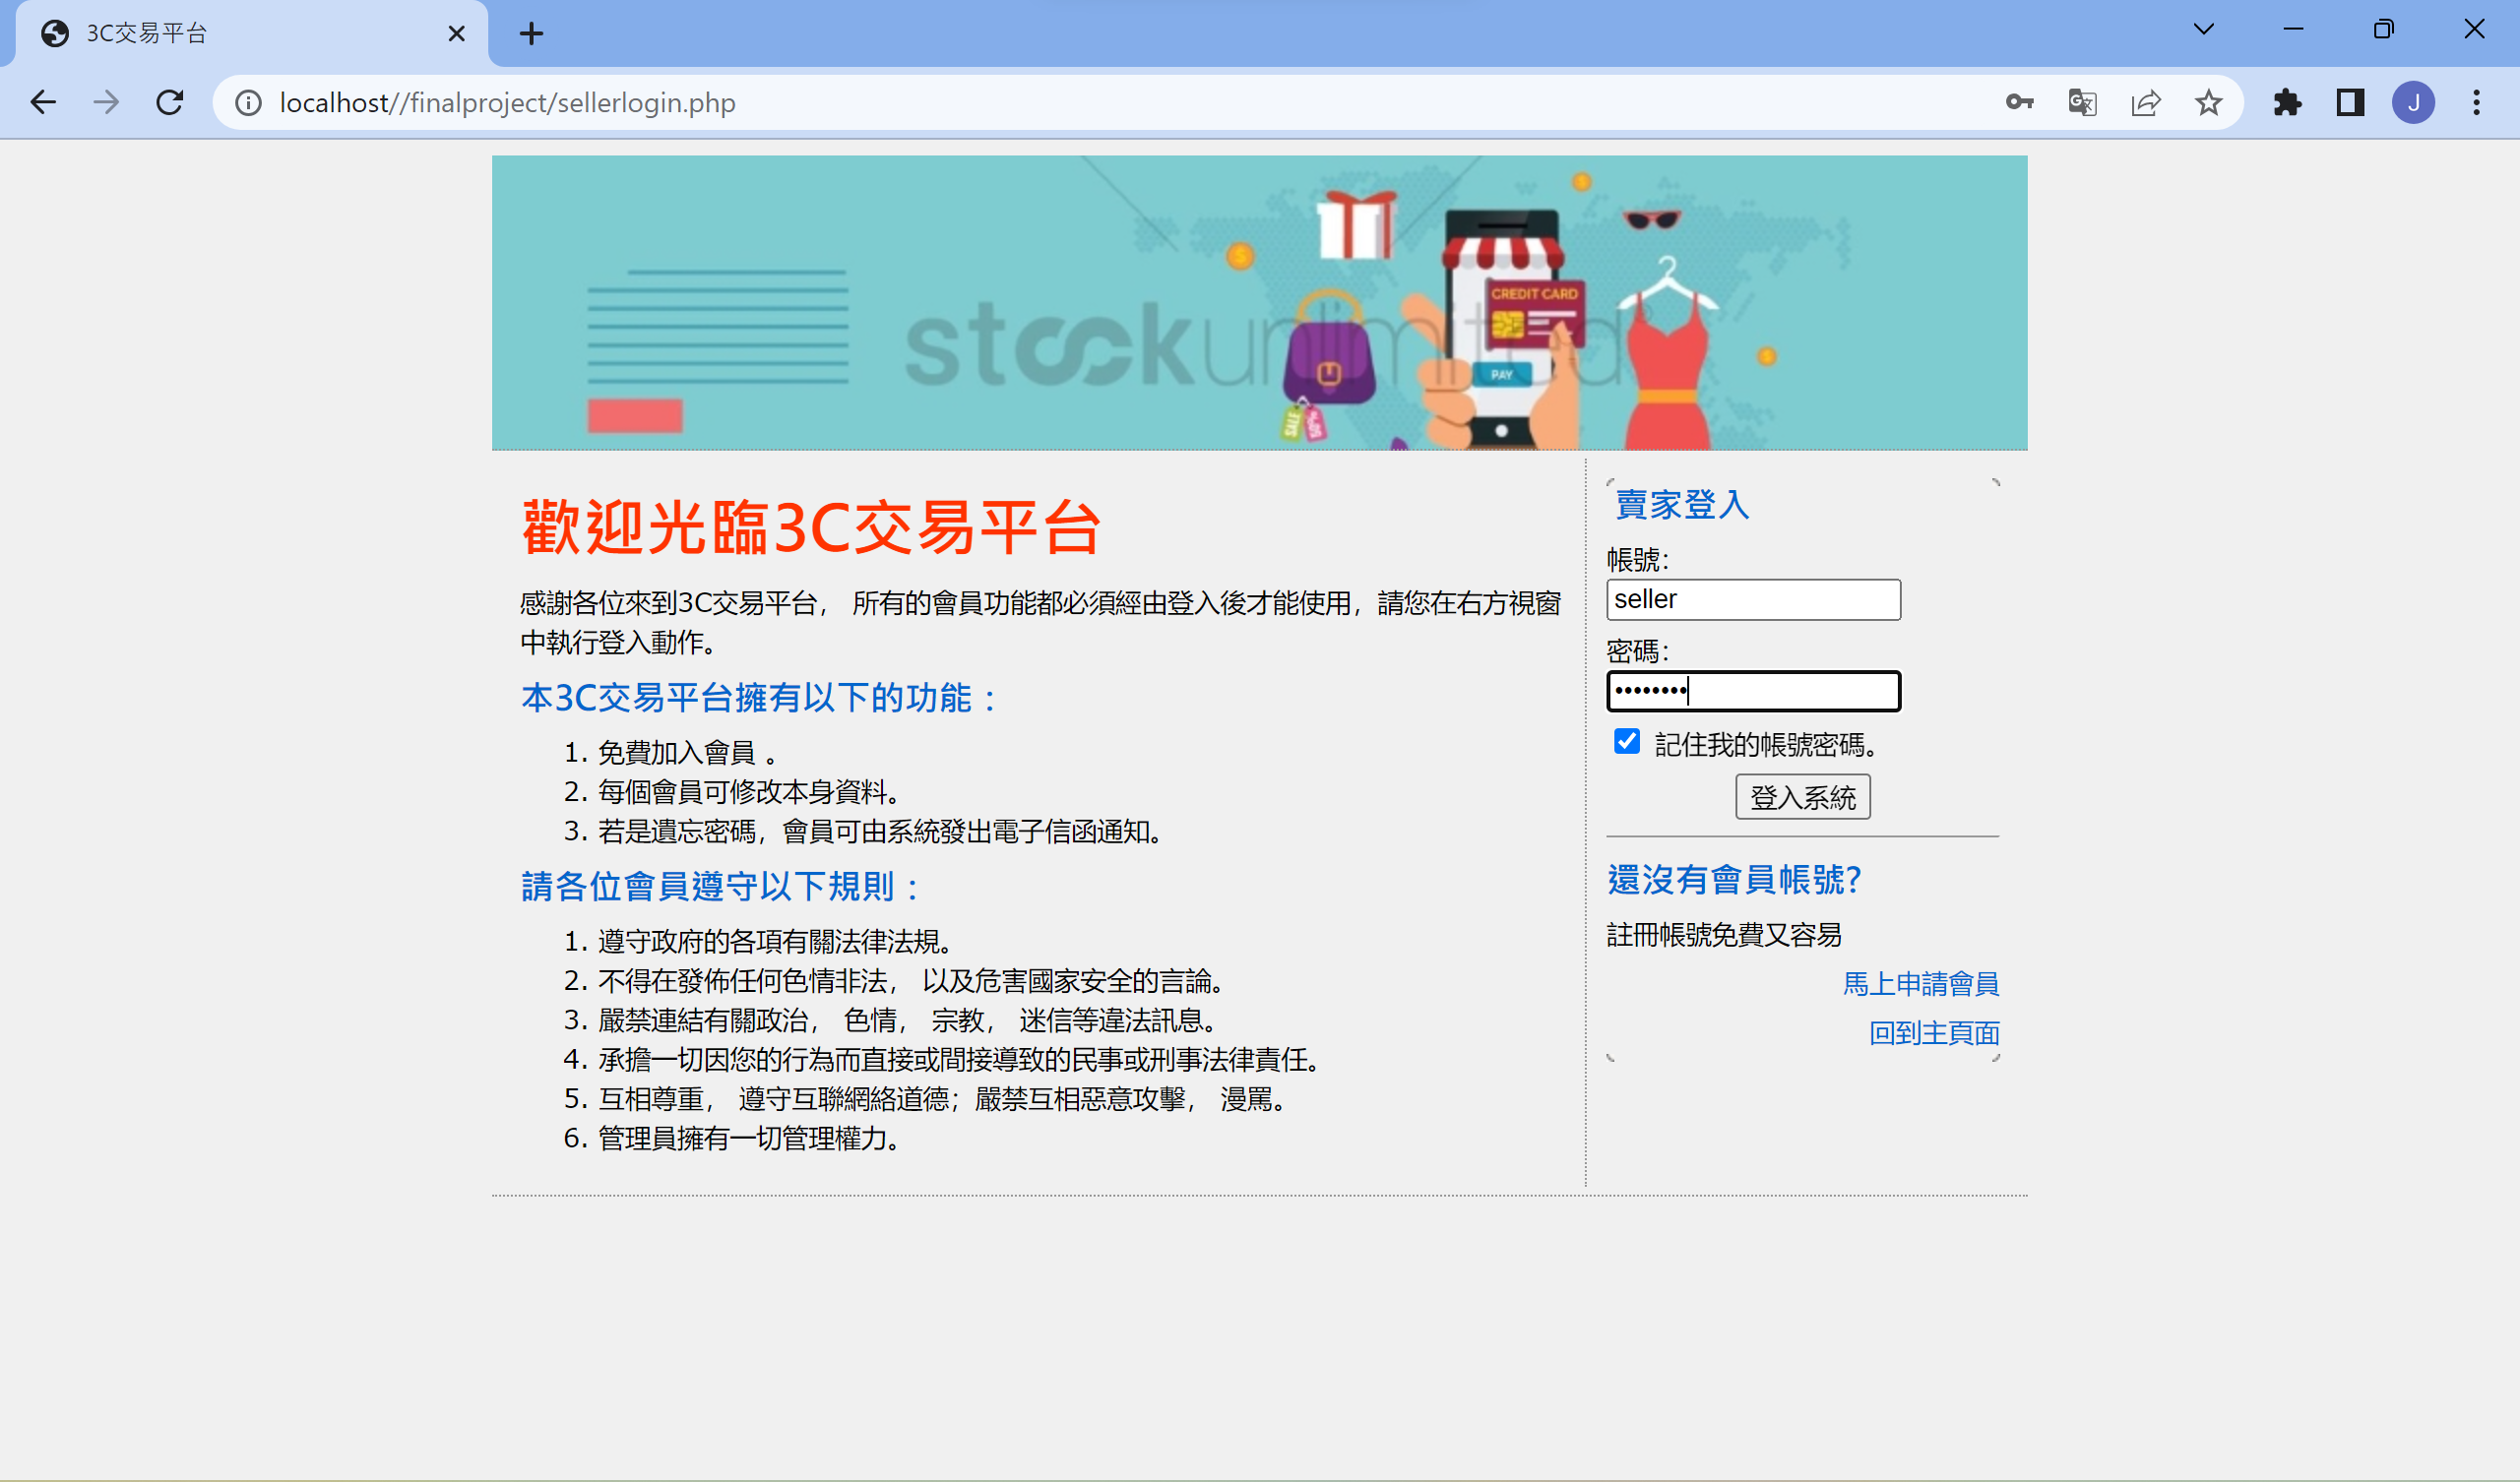 3C交易平台
localhost//finalproject/sellerlogin.php
J
CREDIT CARD
stockunlimited
PAY
SALE
50%
歡迎光臨3C交易平台
感謝各位來到3C交易平台， 所有的會員功能都必須經由登入後才能使用，請您在右方視窗
中執行登入動作。
本3C交易平台擁有以下的功能：
1. 免費加入會員 。
2. 每個會員可修改本身資料。
3. 若是遺忘密碼，會員可由系統發出電子信函通知。
請各位會員遵守以下規則：
1. 遵守政府的各項有關法律法規。
2. 不得在發佈任何色情非法， 以及危害國家安全的言論。
3. 嚴禁連結有關政治， 色情， 宗教， 迷信等違法訊息。
4. 承擔一切因您的行為而直接或間接導致的民事或刑事法律責任。
5. 互相尊重， 遵守互聯網絡道德；嚴禁互相惡意攻擊， 漫罵。
6. 管理員擁有一切管理權力。
賣家登入
帳號：
seller
密碼：
••••••••
記住我的帳號密碼。
登入系統
還沒有會員帳號?
註冊帳號免費又容易
馬上申請會員
回到主頁面